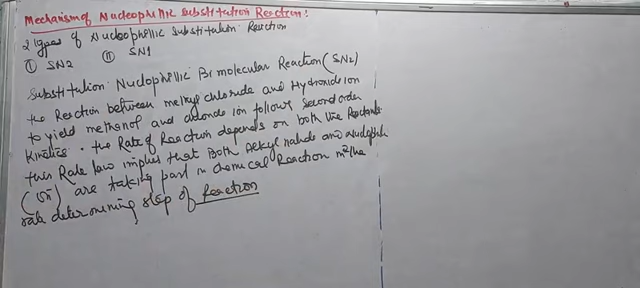 Mechanism of Nucleophilic Substitution Reaction:
2 types of Nucleophilic Substitution Reaction
I SN2 II SN1
Substitution Nucleophilic Bimolecular Reaction (SN2)
the Reaction between methyl chloride and Hydroxide ion
to yield methanol and chloride ion follows Second order
Kinetics. the Rate of Reaction depends on both the Reactants
this Rate law implies that Both Alkyl halide and nucleophile
are taking part in chemical Reaction in the
rate determining step of Reaction